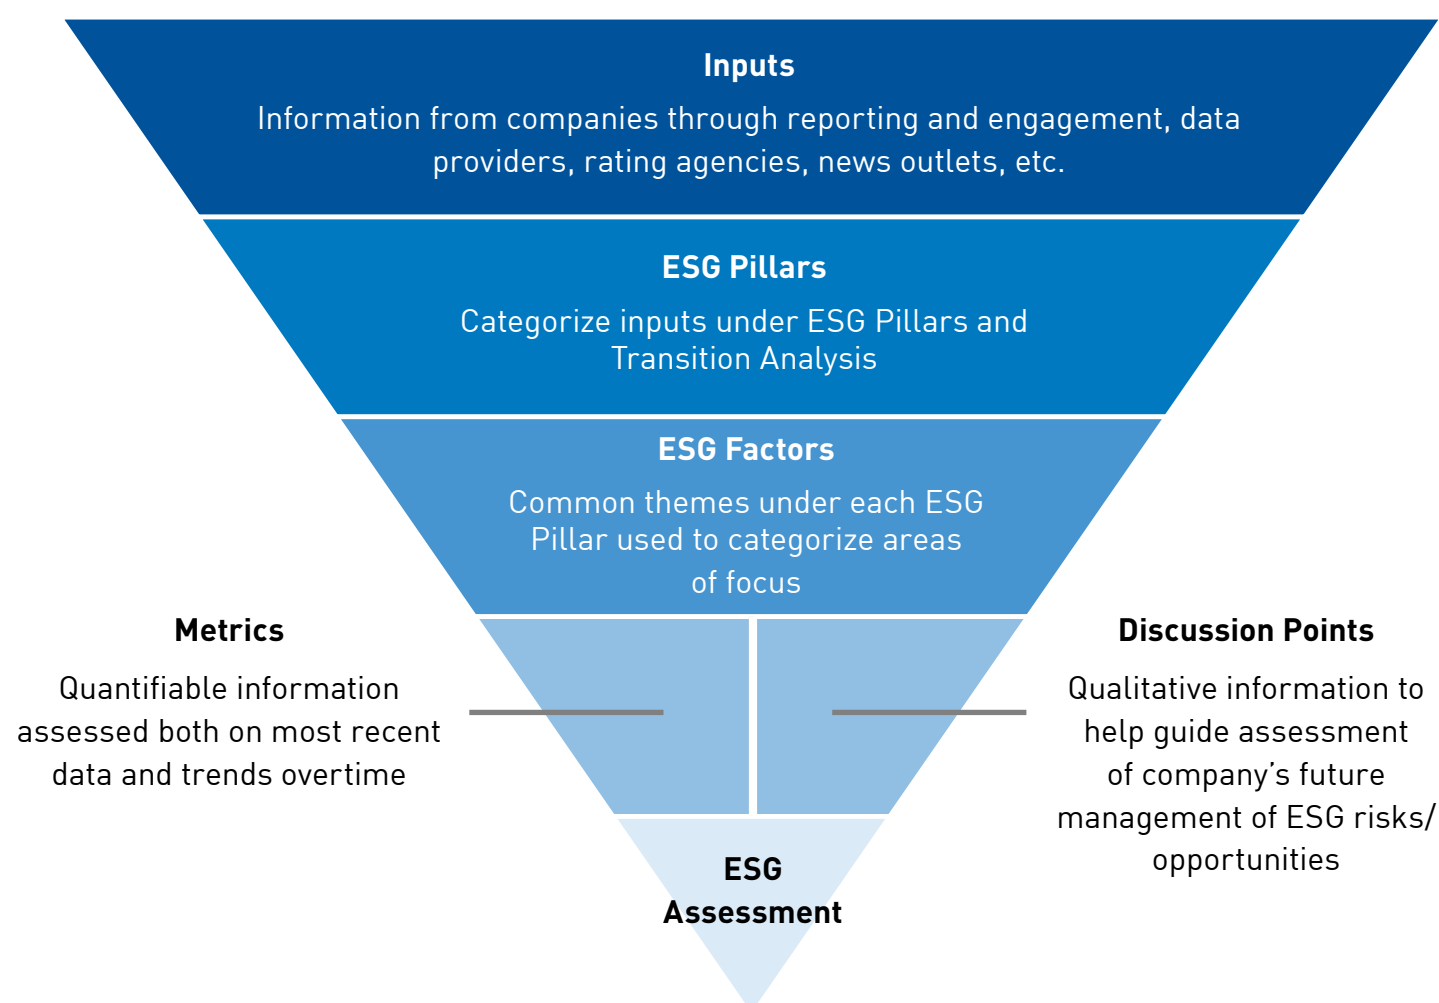 Inputs
Information from companies through reporting and engagement, data
providers, rating agencies, news outlets, etc.
ESG Pillars
Categorize inputs under ESG Pillars and
Transition Analysis
ESG Factors
Common themes under each ESG
Pillar used to categorize areas
of focus
Metrics
Quantifiable information
assessed both on most recent
data and trends overtime
Discussion Points
Qualitative information to
help guide assessment
of company’s future
management of ESG risks/
opportunities
ESG
Assessment